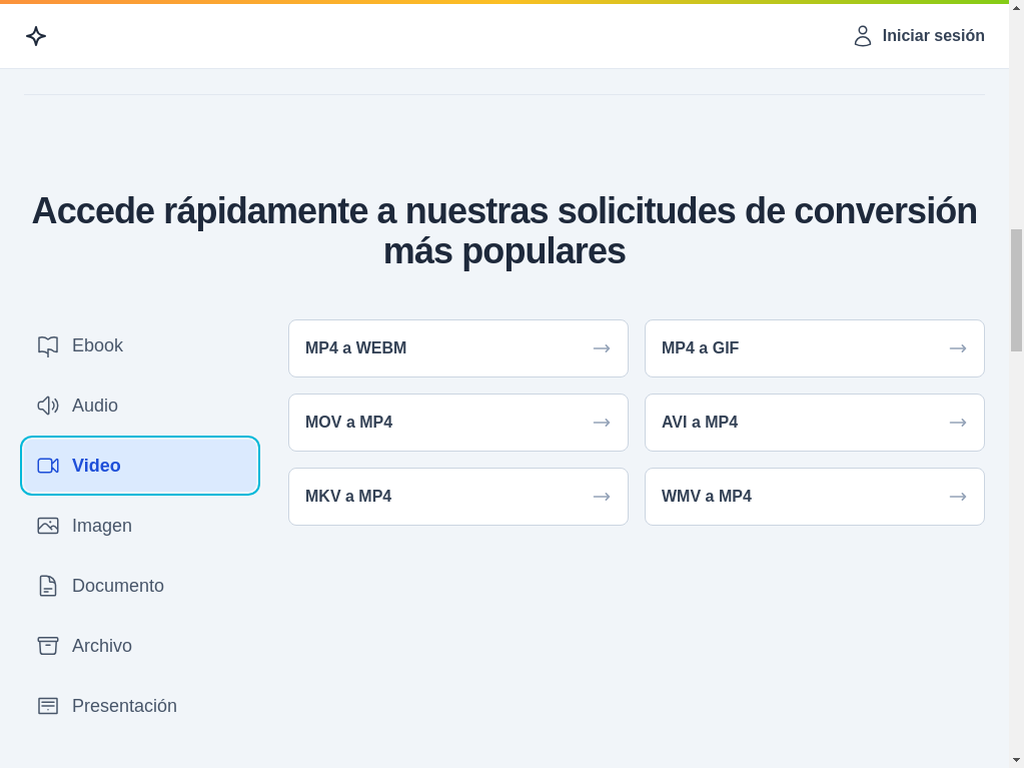 Iniciar sesión
Accede rápidamente a nuestras solicitudes de conversión
más populares
Ebook
Audio
Video
Imagen
Documento
Archivo
Presentación
MP4 a WEBM
MP4 a GIF
MOV a MP4
AVI a MP4
MKV a MP4
WMV a MP4